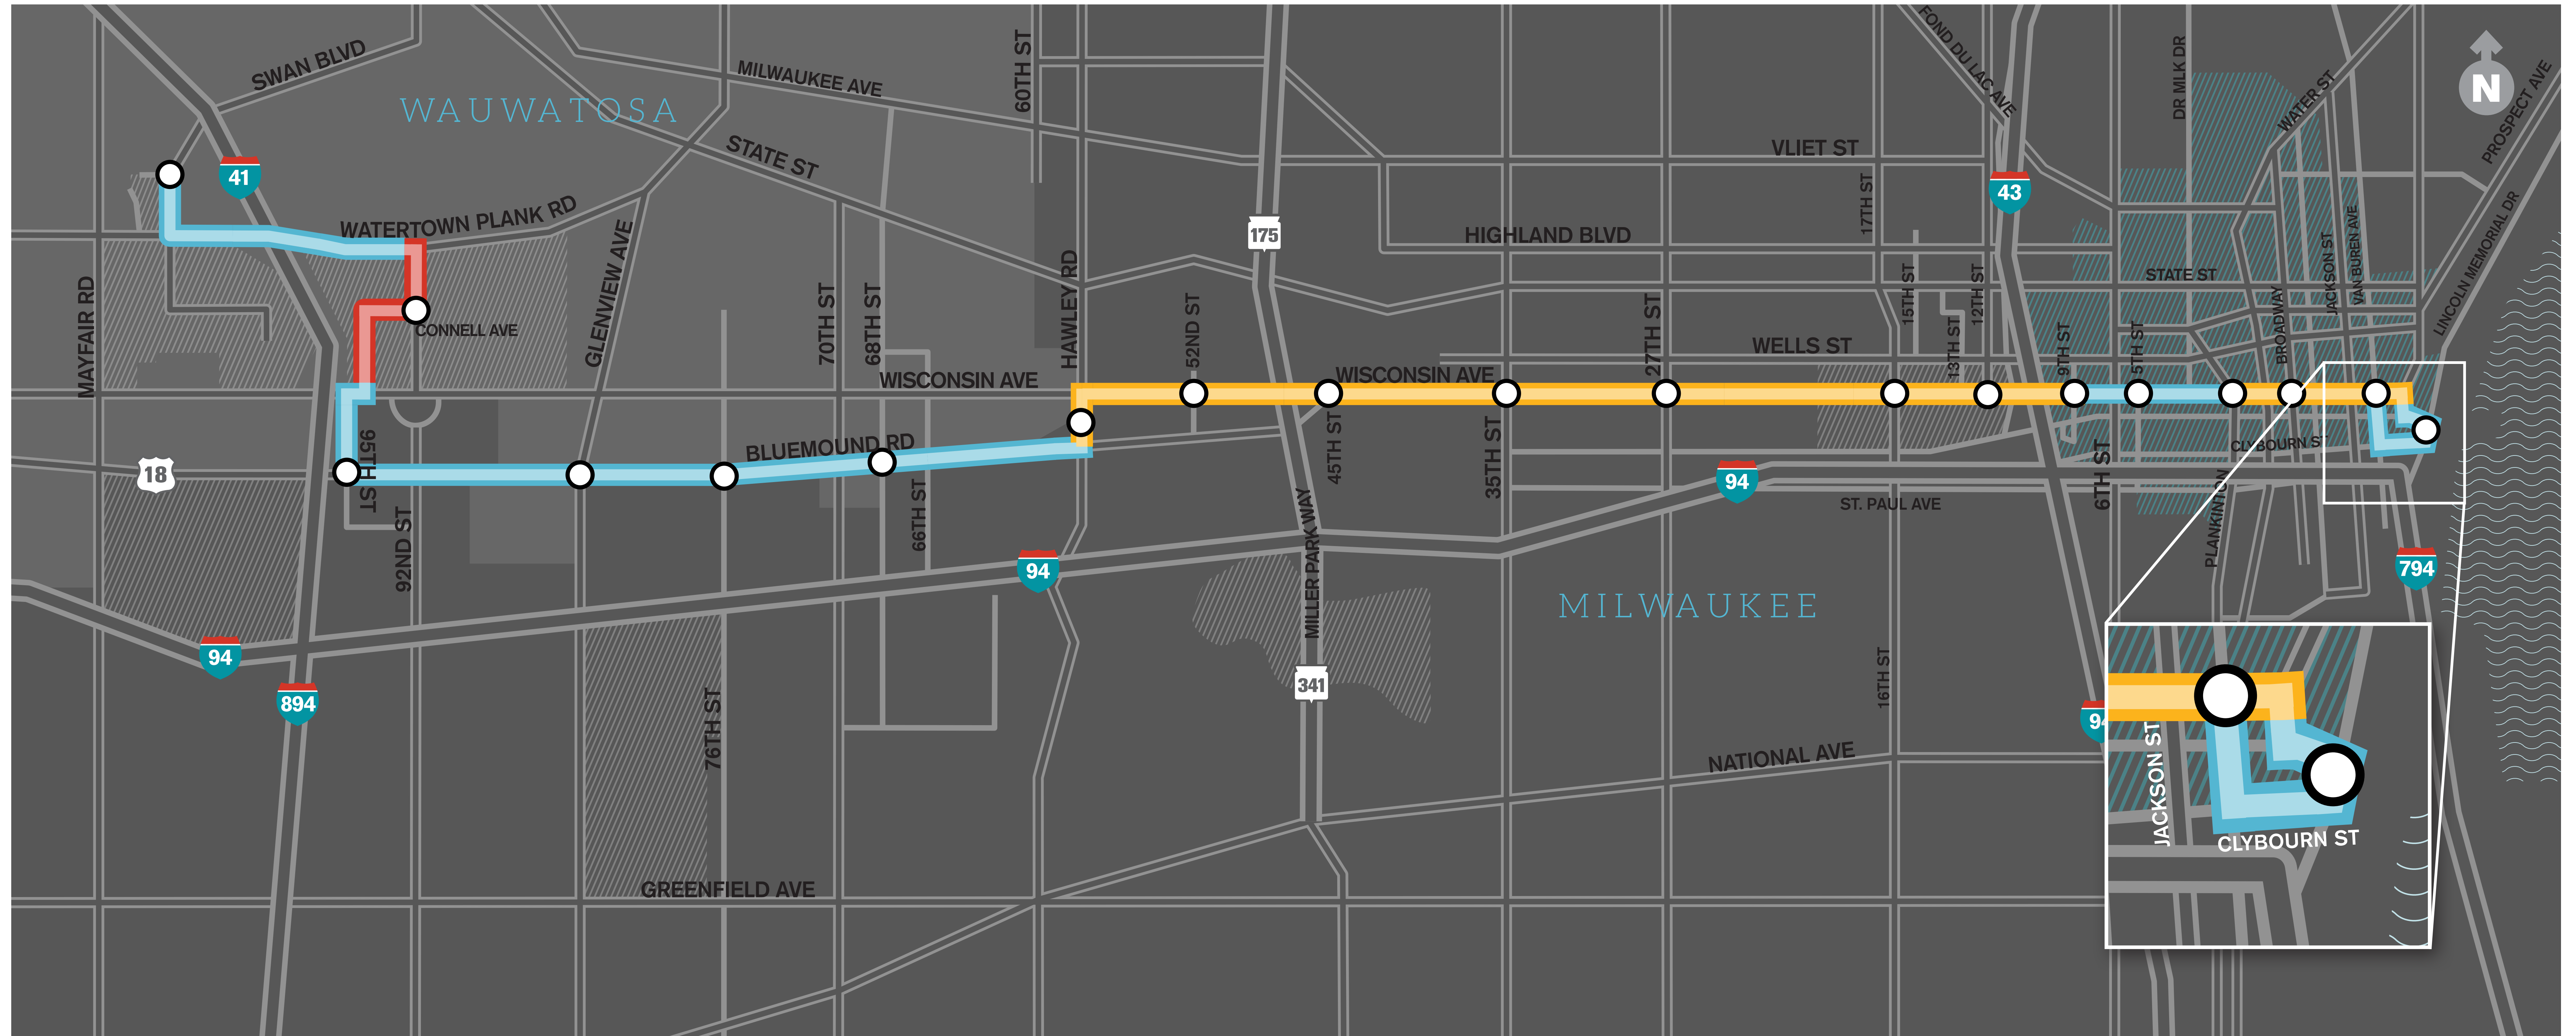 SWAN BLVD
WAUWATOSA
MILWAUKEE AVE
60TH ST
FOND DU LAC AVE
DR MLK DR
WATER ST
PROSPECT AVE
N
41
STATE ST
VLIET ST
43
17TH ST
WATERTOWN PLANK RD
GLENVIEW AVE
175
HIGHLAND BLVD
JACKSON ST
VAN BUREN AVE
LINCOLN MEMORIAL DR
STATE ST
MAYFAIR RD
CONNELL AVE
70TH ST
68TH ST
HAWLEY RD
52ND ST
27TH ST
15TH ST
12TH ST
13TH ST
9TH ST
5TH ST
BROADWAY
WELLS ST
WISCONSIN AVE
WISCONSIN AVE
18
95TH ST
92ND ST
BLUEMOUND RD
66TH ST
45TH ST
35TH ST
94
ST. PAUL AVE
6TH ST
CLYBOURN ST
PLANKINTON
794
94
MILLER PARK WAY
MILWAUKEE
94
894
76TH ST
341
16TH ST
94
NATIONAL AVE
JACKSON ST
CLYBOURN ST
GREENFIELD AVE